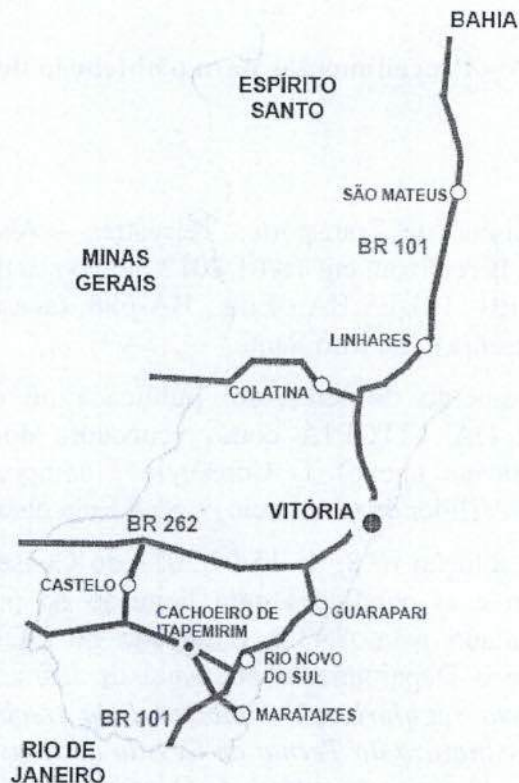 BAHIA
ESPÍRITO
SANTO
SÃO MATEUS
BR 101
MINAS
GERAIS
LINHARES
COLATINA
VITÓRIA
BR 262
CASTELO
GUARAPARI
CACHOEIRO DE
ITAPEMIRIM
RIO NOVO
DO SUL
BR 101
MARATAIZES
RIO DE
JANEIRO